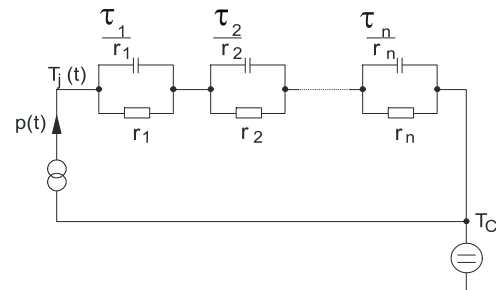 τ1 τ2 τn
r1 r2 rn
Tj (t)
p(t)
r1 r2 rn
TC